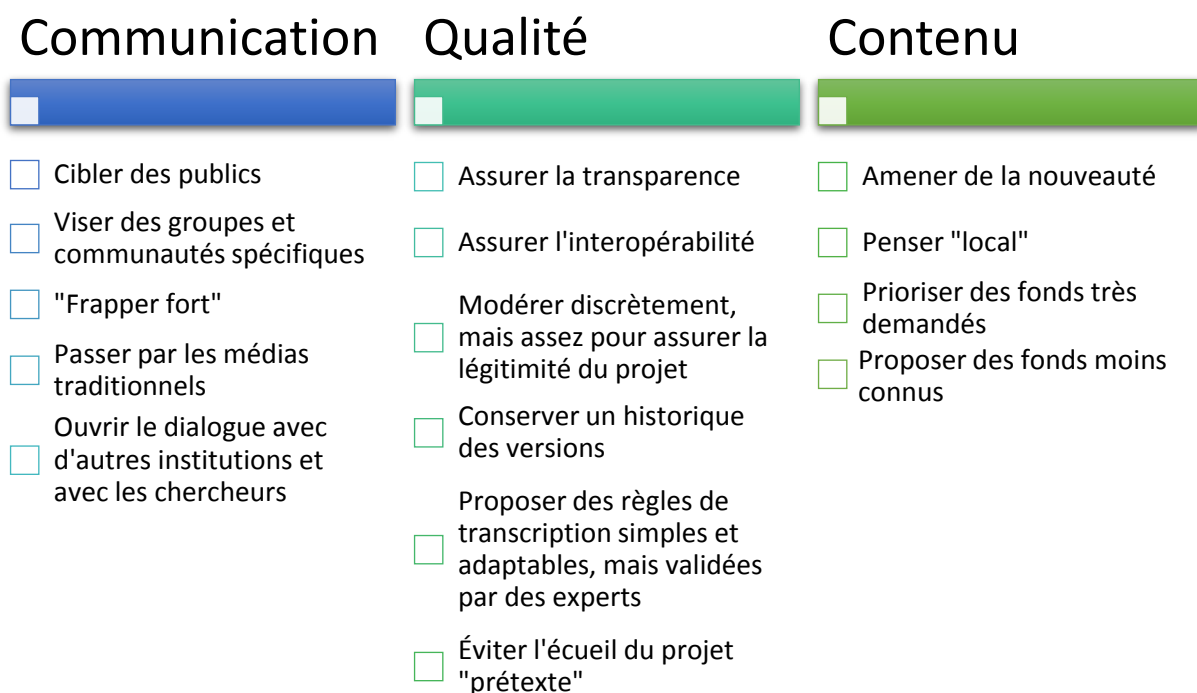 Communication
Cibler des publics
Viser des groupes et
communautés spécifiques
"Frapper fort"
Passer par les médias
traditionnels
Ouvrir le dialogue avec
d'autres institutions et
avec les chercheurs
Qualité
Assurer la transparence
Assurer l'interopérabilité
Modérer discrètement,
mais assez pour assurer la
légitimité du projet
Conserver un historique
des versions
Proposer des règles de
transcription simples et
adaptables, mais validées
par des experts
Éviter l'écueil du projet
"prétexte"
Contenu
Amener de la nouveauté
Penser "local"
Prioriser des fonds très
demandés
Proposer des fonds moins
connus